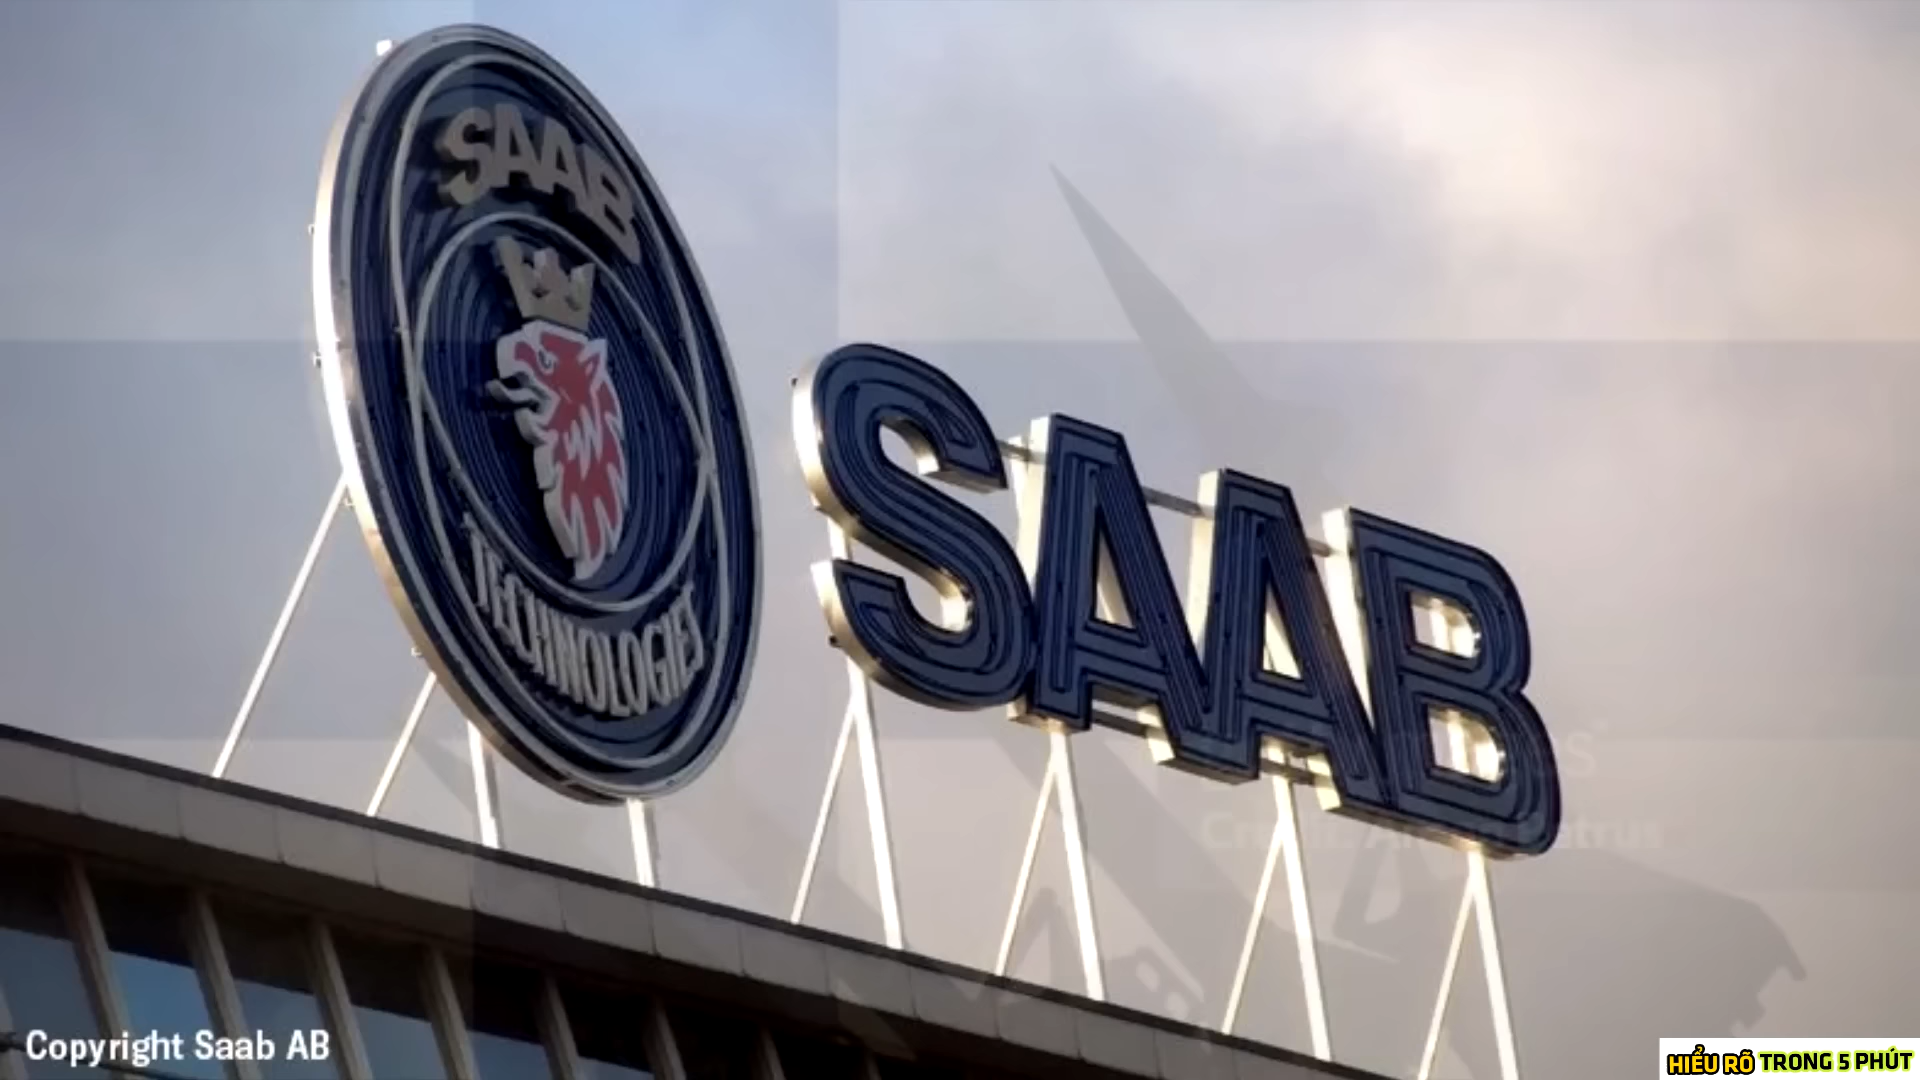 SAAB
TECHNOLOGIES
SAAB
Copyright Saab AB
HIỂU RÕ TRONG 5 PHÚT